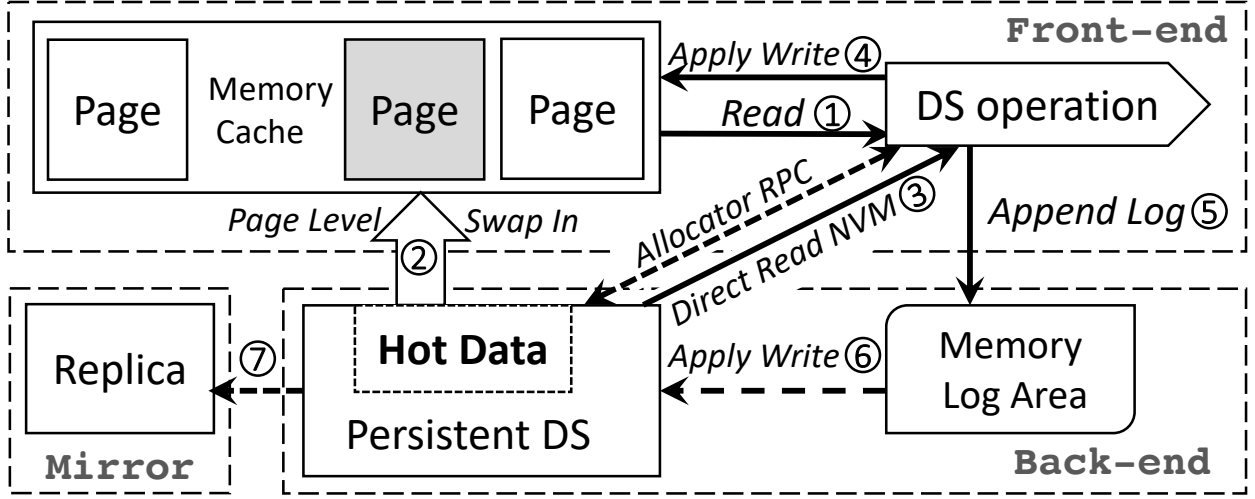 Front-end
Page
Memory
Cache
Page
Page
Apply Write ④
Read ①
DS operation
Page Level
Swap In
②
Allocator RPC
Direct Read NVM ③
Append Log ⑤
Replica
⑦
Hot Data
Persistent DS
Apply Write ⑥
Memory
Log Area
Mirror
Back-end